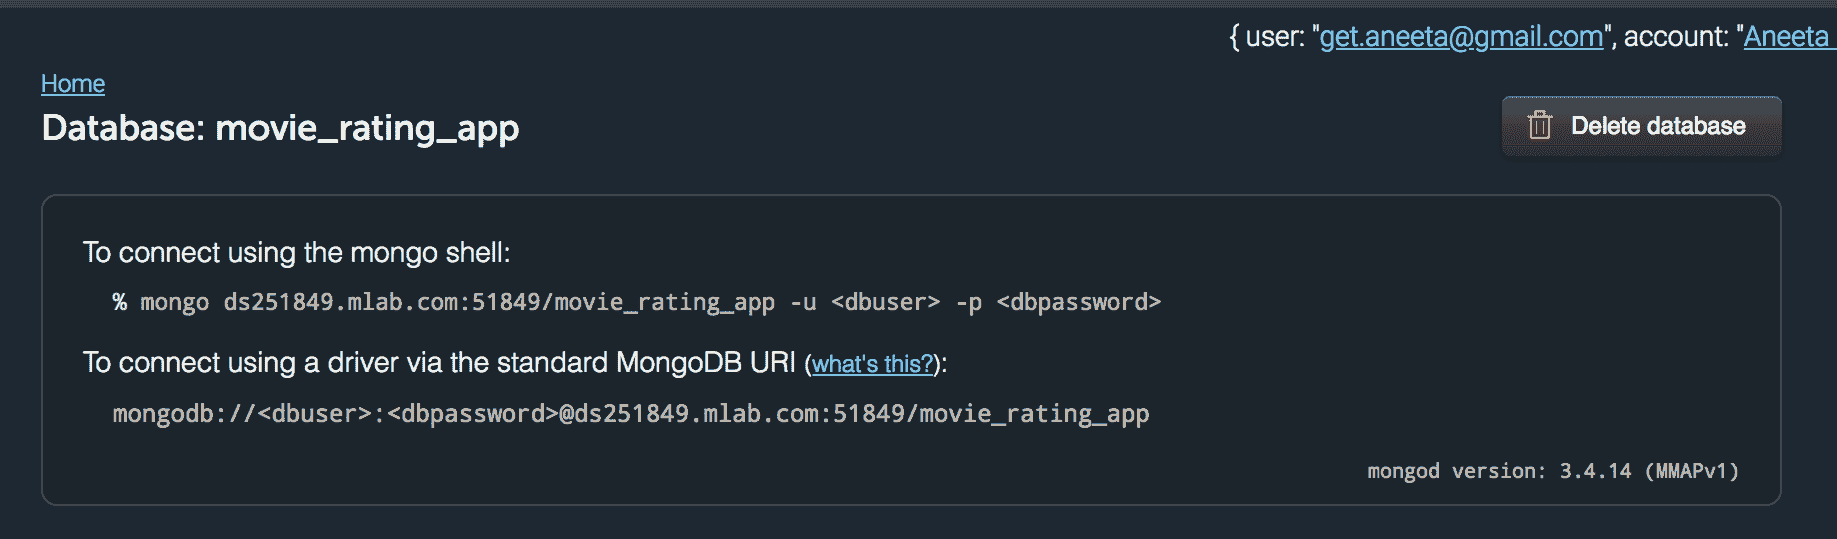 { user: "get.aneeta@gmail.com", account: "Aneeta
Home
Database: movie_rating_app
Delete database
To connect using the mongo shell:
% mongo ds251849.mlab.com:51849/movie_rating_app -u <dbuser> -p <dbpassword>
To connect using a driver via the standard MongoDB URI (what's this?):
mongodb://<dbuser>:<dbpassword>@ds251849.mlab.com:51849/movie_rating_app
mongod version: 3.4.14 (MMAPv1)